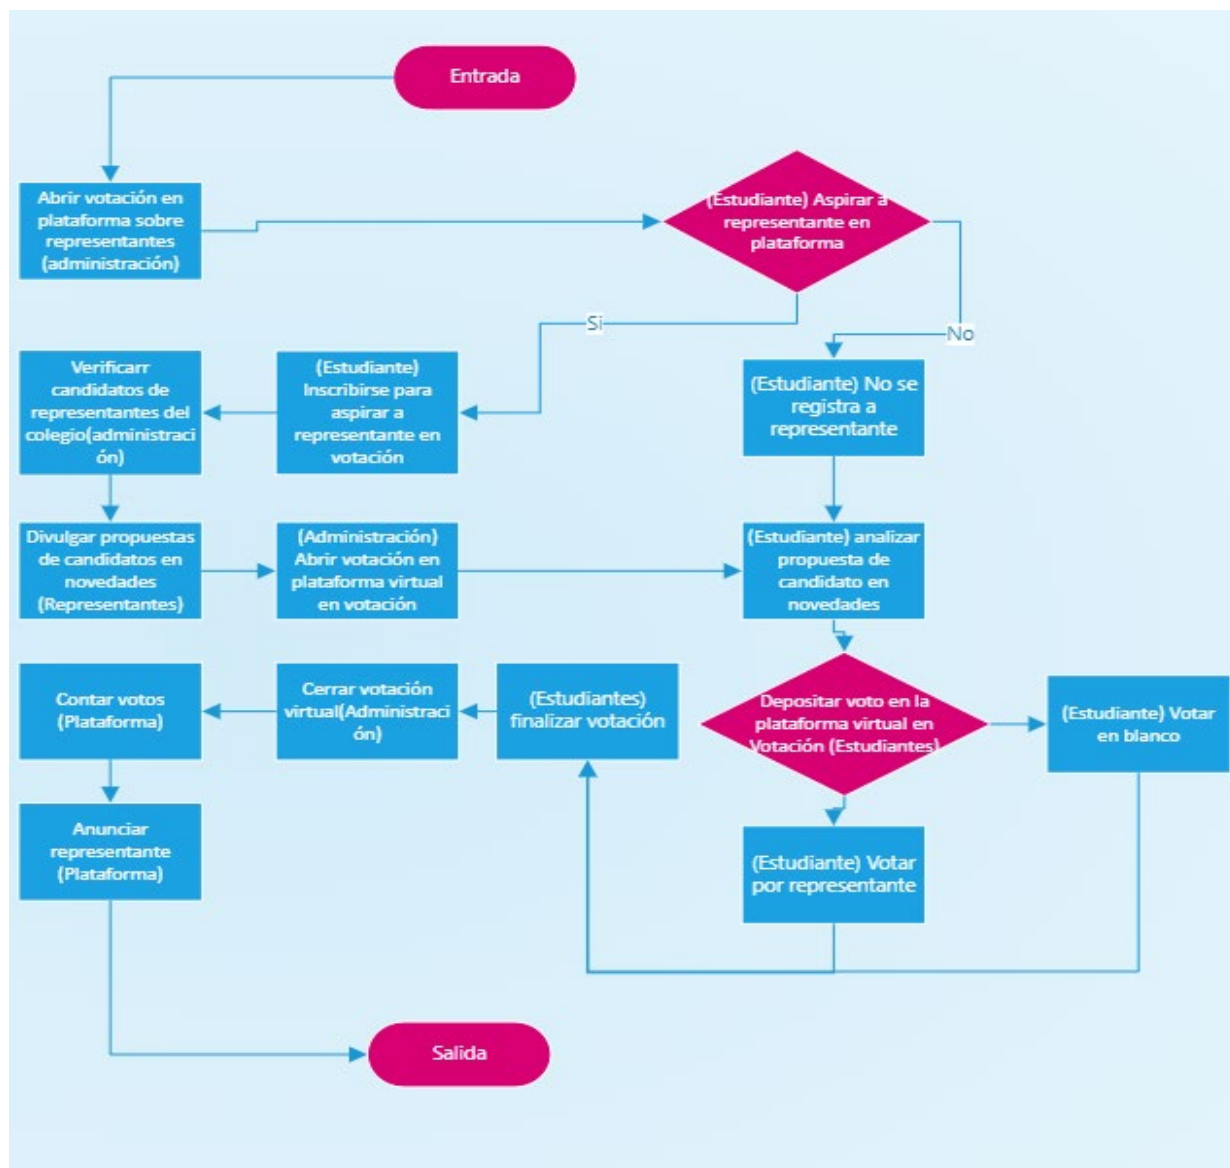 Entrada
Abrir votación en
plataforma sobre
representantes
(administración)
(Estudiante) Aspirar a
representante en
plataforma
Si
No
Verificarr
candidatos de
representantes del
colegio(administraci
ón)
(Estudiante)
Inscribirse para
aspirar a
representante en
votación
(Estudiante) No se
registra a
representante
Divulgar propuestas
de candidatos en
novedades
(Representantes)
(Administración)
Abrir votación en
plataforma virtual
en votación
(Estudiante) analizar
propuesta de
candidato en
novedades
Contar votos
(Plataforma)
Cerrar votación
virtual(Administraci
ón)
(Estudiantes)
finalizar votación
Depositar voto en la
plataforma virtual en
Votación (Estudiantes)
(Estudiante) Votar
en blanco
Anunciar
representante
(Plataforma)
(Estudiante) Votar
por representante
Salida